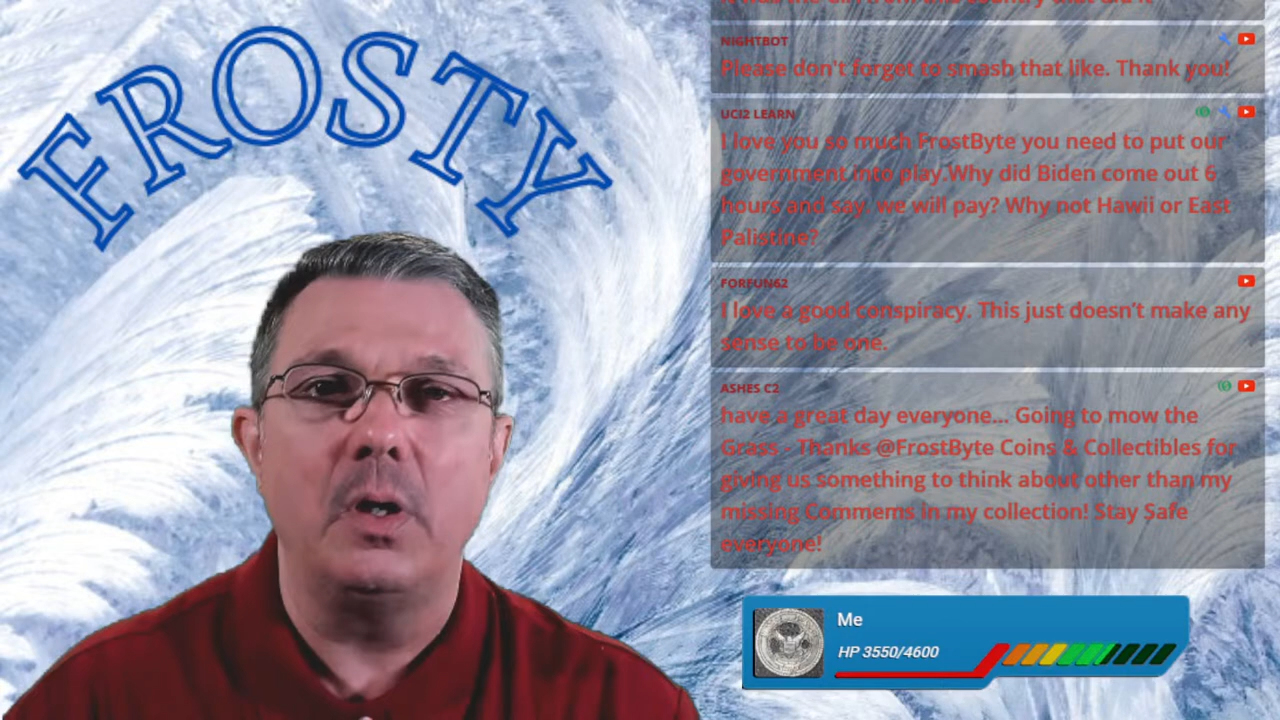 FROSTY
NIGHTBOT
Please don't forget to smash that like. Thank you!
UCI2 LEARN
I love you so much FrostByte you need to put our
government into play.Why did Biden come out 6
hours and say, we will pay? Why not Hawii or East
Palistine?
FORFUN62
I love a good conspiracy. This just doesn't make any
sense to be one.
ASHES C2
have a great day everyone... Going to mow the
Grass - Thanks @FrostByte Coins & Collectibles for
giving us something to think about other than my
missing Commems in my collection! Stay Safe
everyone!
Me
HP 3550/4600